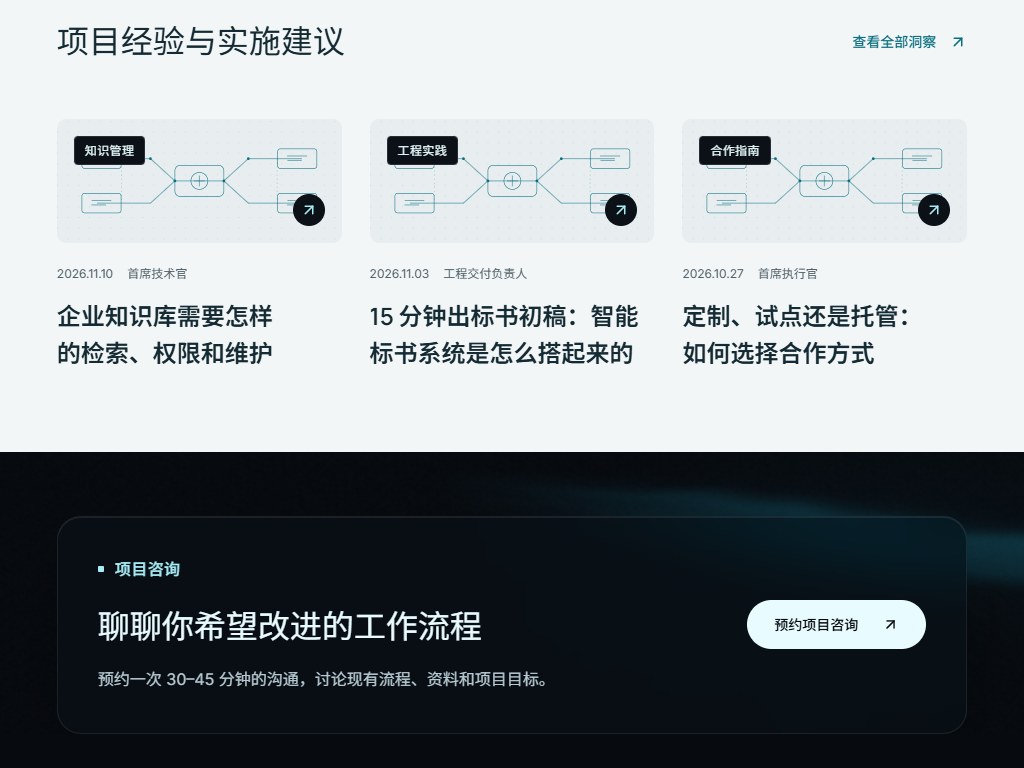 项目经验与实施建议
查看全部洞察
知识管理
工程实践
合作指南
2026.11.10 首席技术官
2026.11.03 工程交付负责人
2026.10.27 首席执行官
企业知识库需要怎样
的检索、权限和维护
15 分钟出标书初稿：智能
标书系统是怎么搭起来的
定制、试点还是托管：
如何选择合作方式
项目咨询
聊聊你希望改进的工作流程
预约项目咨询
预约一次 30–45 分钟的沟通，讨论现有流程、资料和项目目标。